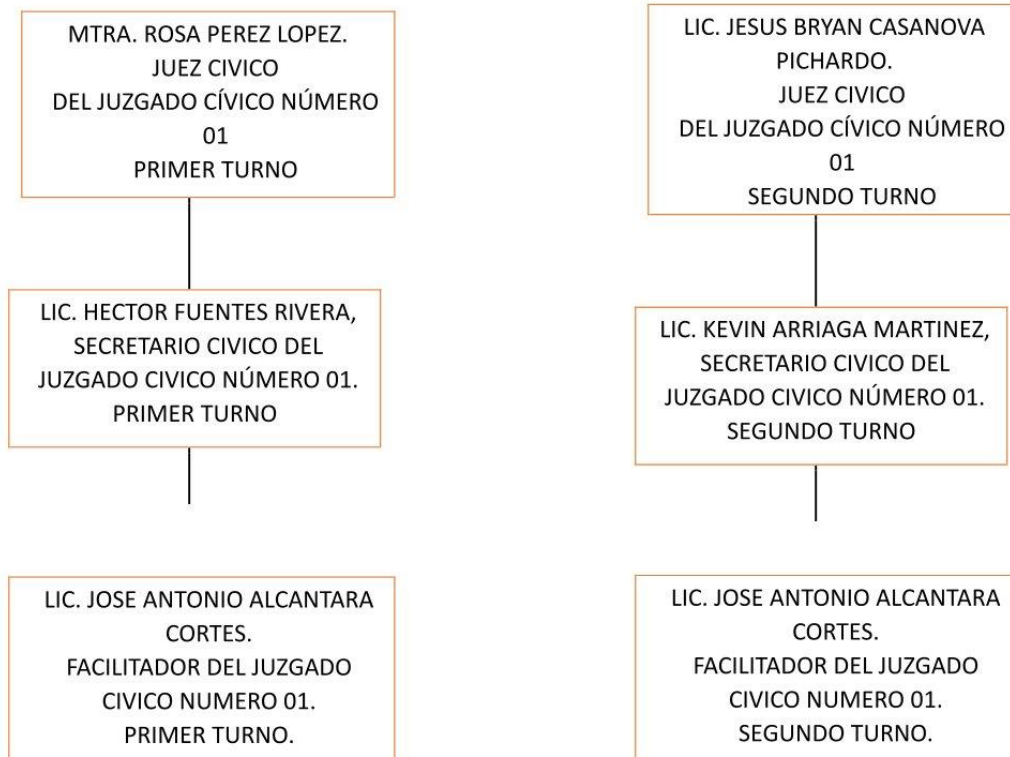 MTRA. ROSA PEREZ LOPEZ.
JUEZ CIVICO
DEL JUZGADO CÍVICO NÚMERO
01
PRIMER TURNO
LIC. HECTOR FUENTES RIVERA,
SECRETARIO CIVICO DEL
JUZGADO CIVICO NÚMERO 01.
PRIMER TURNO
LIC. JOSE ANTONIO ALCANTARA
CORTES.
FACILITADOR DEL JUZGADO
CIVICO NUMERO 01.
PRIMER TURNO.
LIC. JESUS BRYAN CASANOVA
PICHARDO.
JUEZ CIVICO
DEL JUZGADO CÍVICO NÚMERO
01
SEGUNDO TURNO
LIC. KEVIN ARRIAGA MARTINEZ,
SECRETARIO CIVICO DEL
JUZGADO CIVICO NÚMERO 01.
SEGUNDO TURNO
LIC. JOSE ANTONIO ALCANTARA
CORTES.
FACILITADOR DEL JUZGADO
CIVICO NUMERO 01.
SEGUNDO TURNO.